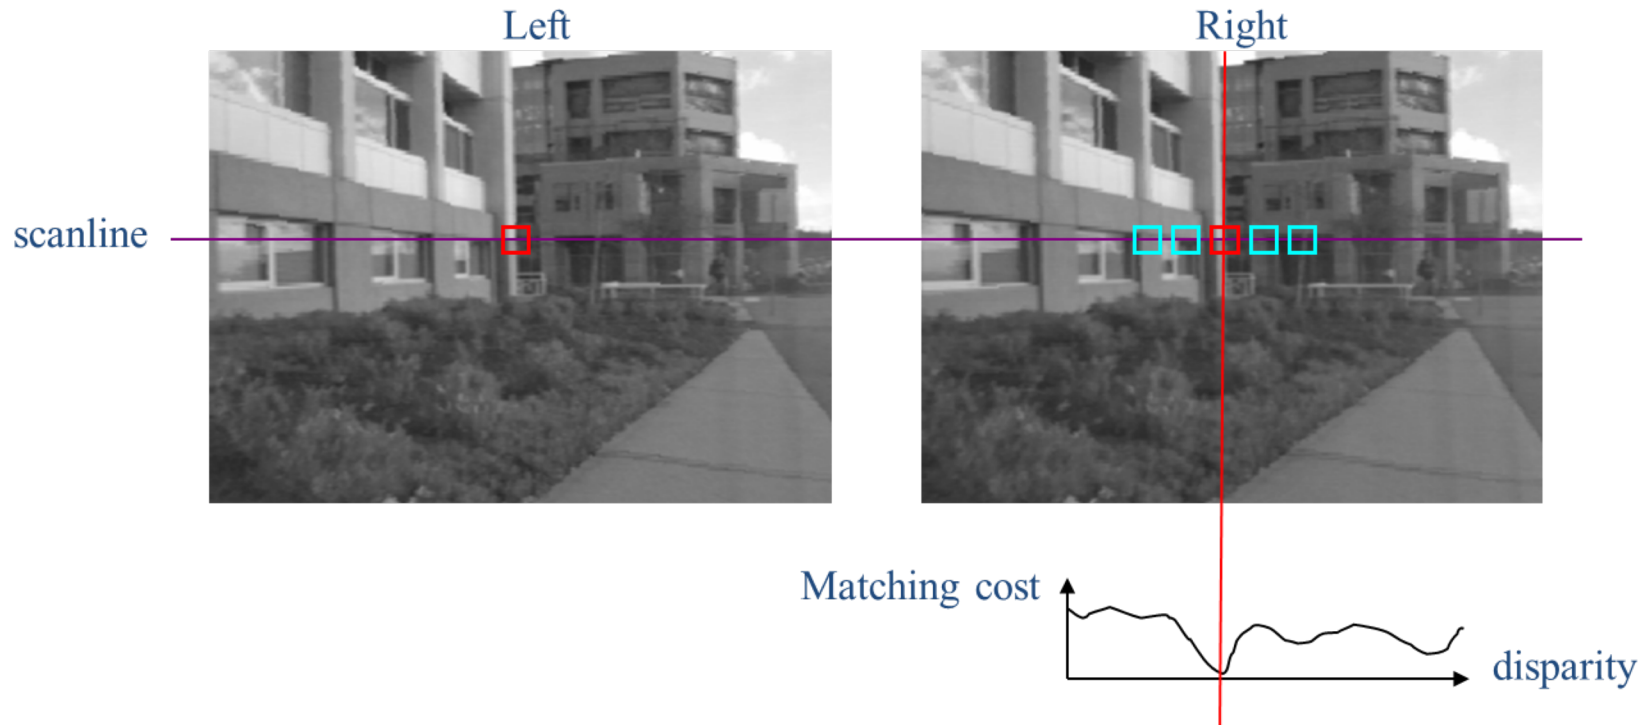 Left
Right
scanline
Matching cost
disparity